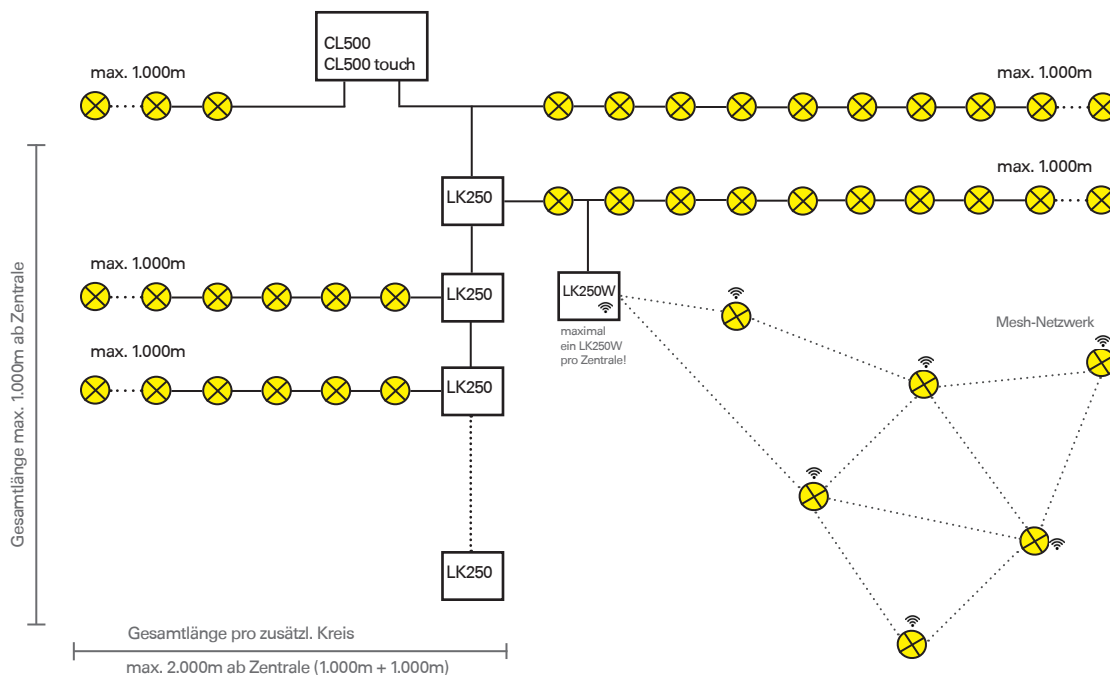 CL500
CL500 touch
max. 1.000m
max. 1.000m
max. 1.000m
LK250
max. 1.000m
LK250
LK250W
maximal
ein LK250W
pro Zentrale!
Mesh-Netzwerk
max. 1.000m
LK250
Gesamtlänge max. 1.000m ab Zentrale
LK250
Gesamtlänge pro zusätzl. Kreis
max. 2.000m ab Zentrale (1.000m + 1.000m)